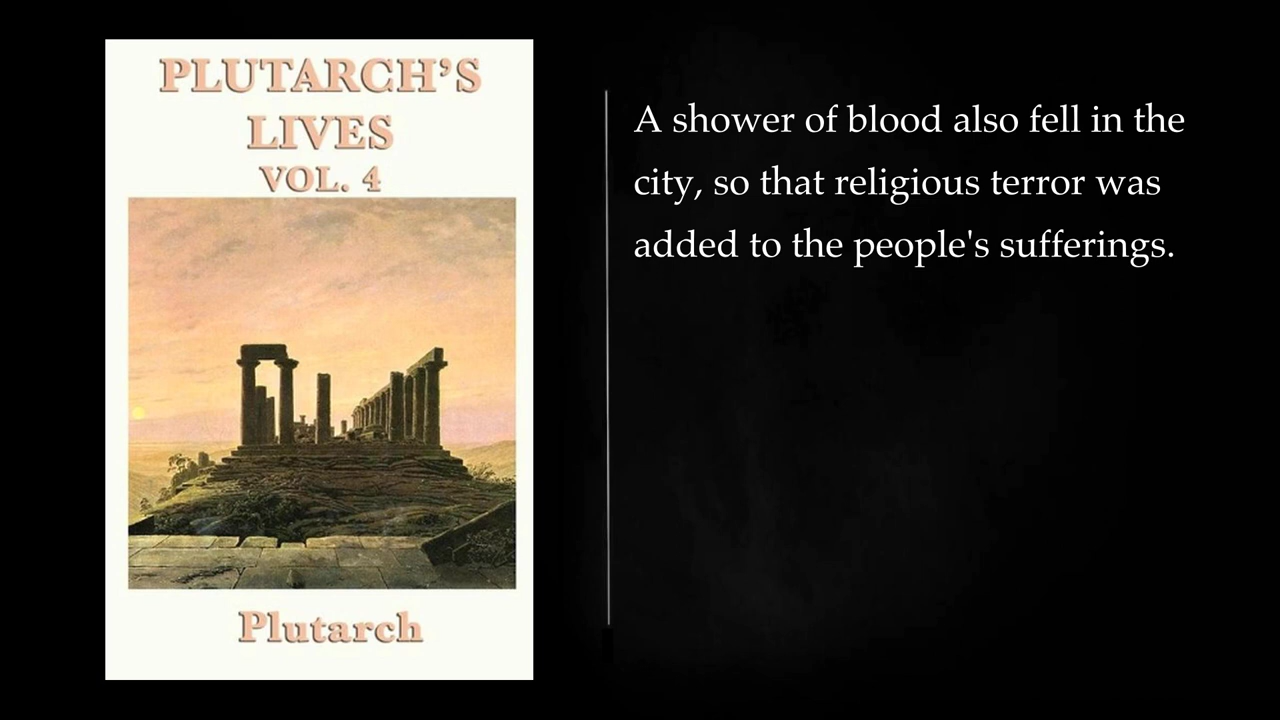 PLUTARCH'S
LIVES
VOL. 4
Plutarch
A shower of blood also fell in the
city, so that religious terror was
added to the people's sufferings.